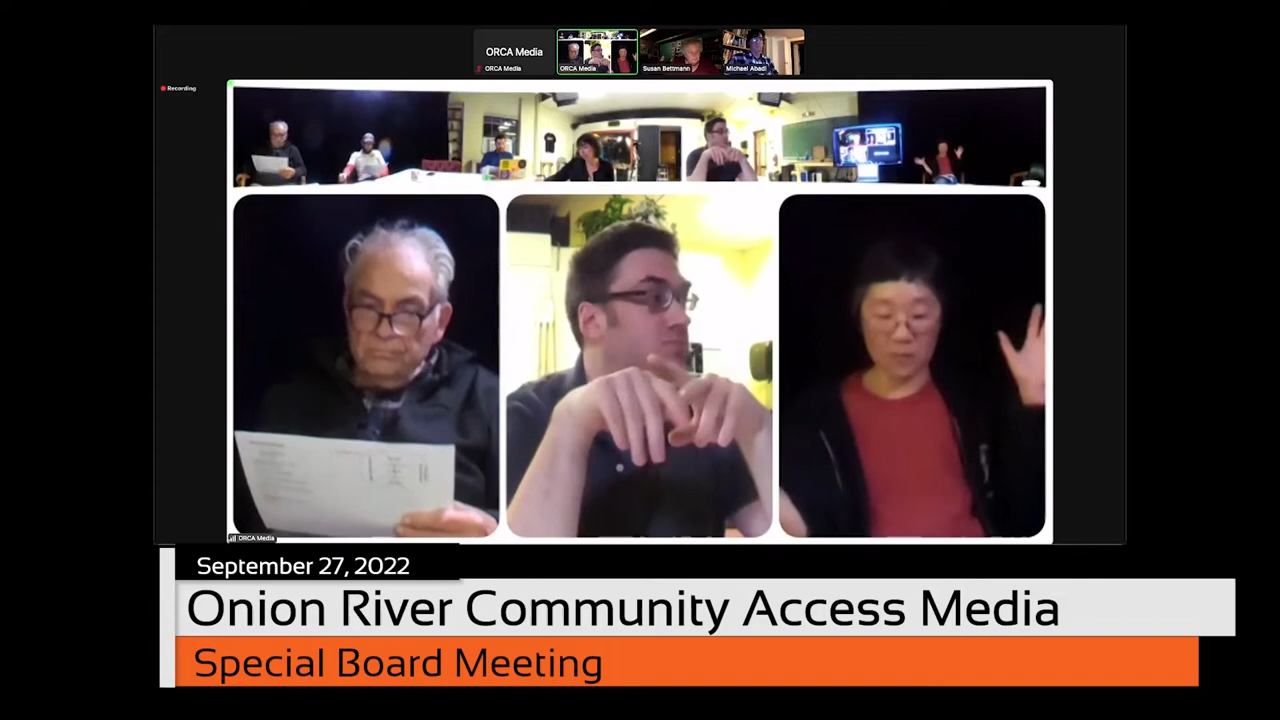 ORCA Media
ORCA Media
ORCA Media
Susan Bettmann
Michael Abadi
Recording
ORCA Media
September 27, 2022
Onion River Community Access Media
Special Board Meeting